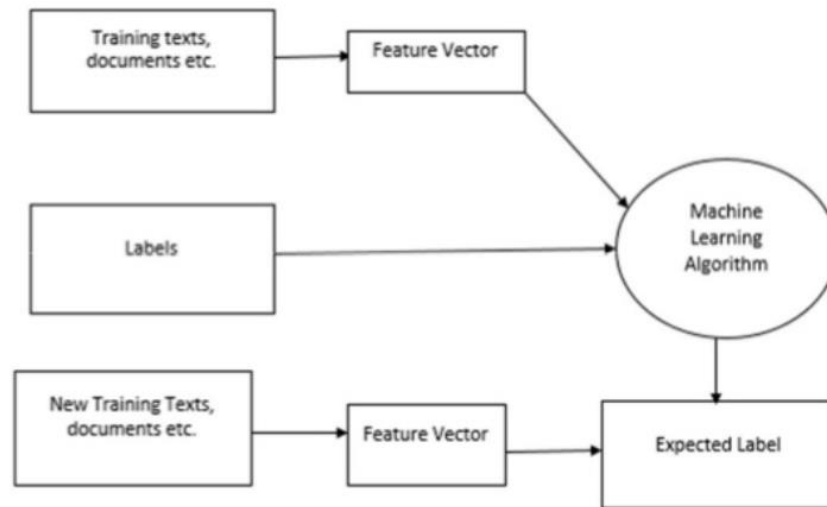 Training texts,
documents etc.
Feature Vector
Labels
Machine
Learning
Algorithm
New Training Texts,
documents etc.
Feature Vector
Expected Label